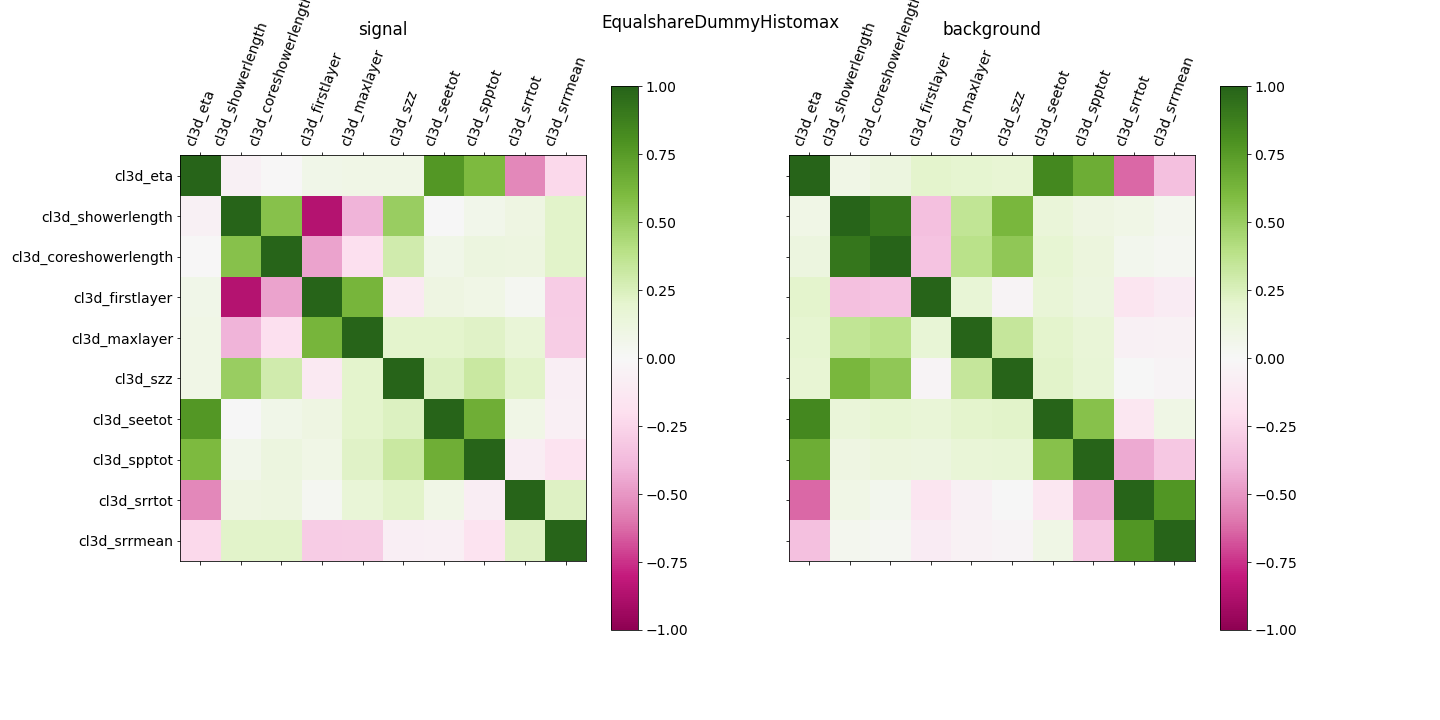 EqualshareDummyHistomax
signal
cl3d_eta
cl3d_showerlength
cl3d_coreshowerlength
cl3d_firstlayer
cl3d_maxlayer
cl3d_szz
cl3d_seetot
cl3d_spptot
cl3d_srrtot
cl3d_srrmean
cl3d_eta
cl3d_showerlength
cl3d_coreshowerlength
cl3d_firstlayer
cl3d_maxlayer
cl3d_szz
cl3d_seetot
cl3d_spptot
cl3d_srrtot
cl3d_srrmean
1.00
0.75
0.50
0.25
0.00
−0.25
−0.50
−0.75
−1.00
background
cl3d_eta
cl3d_showerlength
cl3d_coreshowerlength
cl3d_firstlayer
cl3d_maxlayer
cl3d_szz
cl3d_seetot
cl3d_spptot
cl3d_srrtot
cl3d_srrmean
1.00
0.75
0.50
0.25
0.00
−0.25
−0.50
−0.75
−1.00